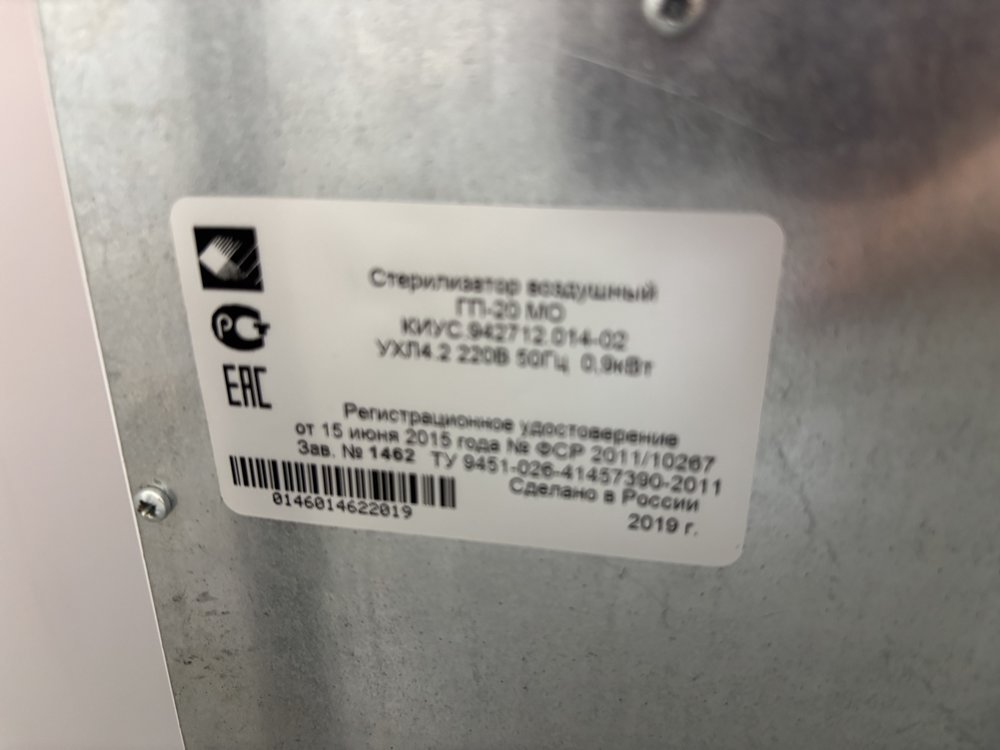 Стерилизатор воздушный
ГП-20 МО
КИУС.942712.014-02
УХЛ4.2 220В 50Гц 0,9кВт
РСТ
ЕАС
Регистрационное удостоверение
от 15 июня 2015 года № ФСР 2011/10267
Зав. № 1462 ТУ 9451-026-41457390-2011
Сделано в России
0146014622019
2019 г.